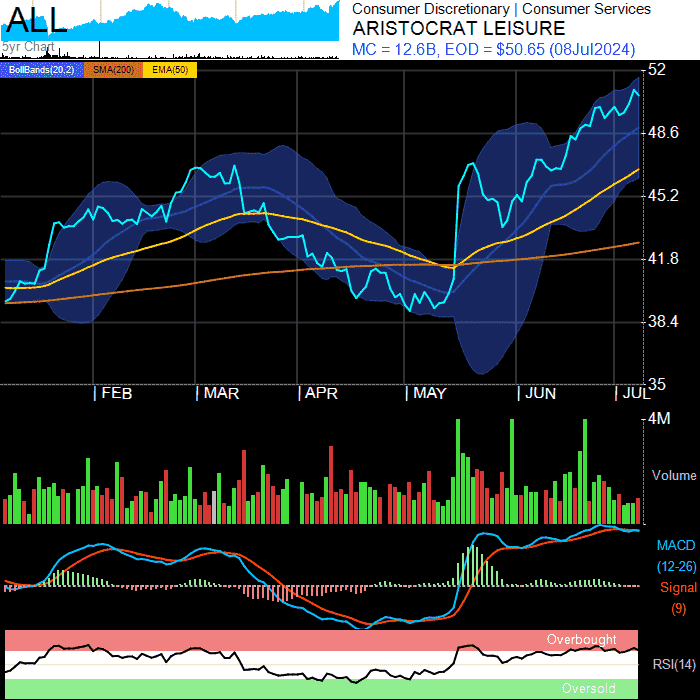 ALL
5yr Chart
Consumer Discretionary | Consumer Services
ARISTOCRAT LEISURE
MC = 12.6B, EOD = $50.65 (08Jul2024)
BollBands(20,2) SMA(200) EMA(50)
52
48.6
45.2
41.8
38.4
35
| FEB | MAR | APR | MAY | JUN | JUL
4M
Volume
MACD
(12-26)
Signal
(9)
Overbought
RSI(14)
Oversold